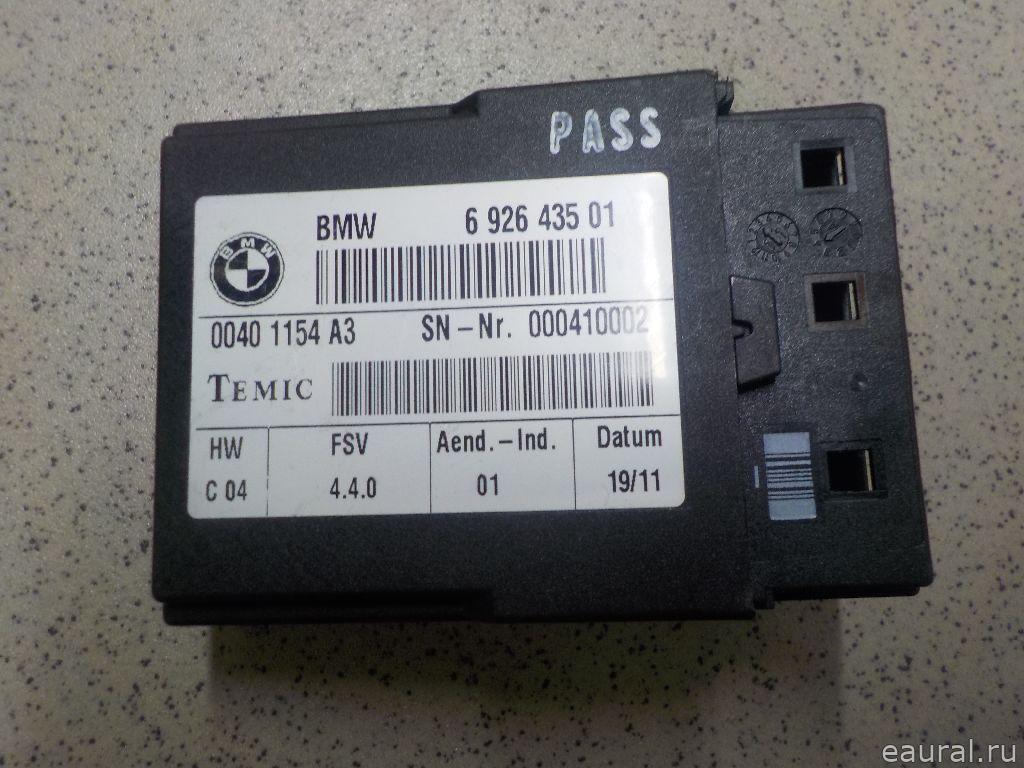 PASS
BMW 6 926 435 01
BMW
0040 1154 A3 SN-Nr. 000410002
TEMIC
HW FSV Aend.-Ind. Datum
C 04 4.4.0 01 19/11
eaural.ru